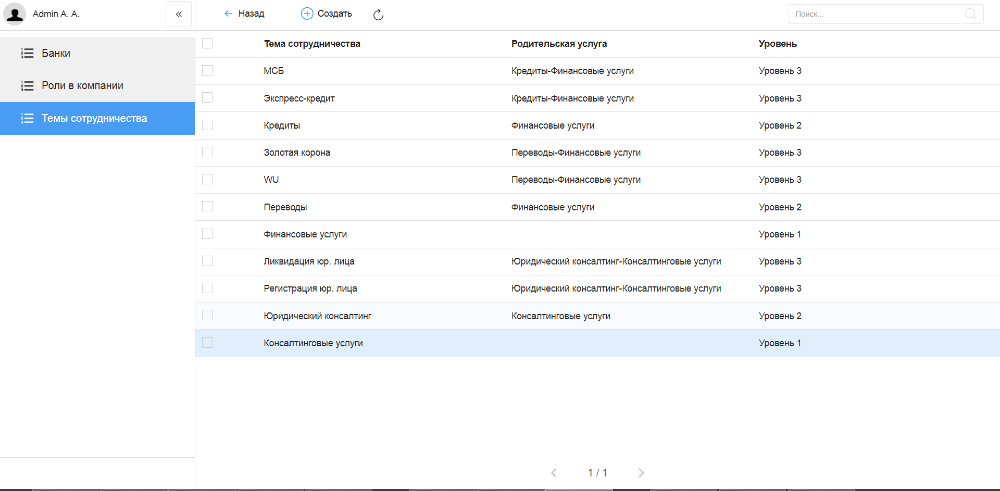 Admin A. A.
«
Назад
Создать
Поиск...
Банки
Роли в компании
Темы сотрудничества
Тема сотрудничества Родительская услуга Уровень
МСБ Кредиты-Финансовые услуги Уровень 3
Экспресс-кредит Кредиты-Финансовые услуги Уровень 3
Кредиты Финансовые услуги Уровень 2
Золотая корона Переводы-Финансовые услуги Уровень 3
WU Переводы-Финансовые услуги Уровень 3
Переводы Финансовые услуги Уровень 2
Финансовые услуги Уровень 1
Ликвидация юр. лица Юридический консалтинг-Консалтинговые услуги Уровень 3
Регистрация юр. лица Юридический консалтинг-Консалтинговые услуги Уровень 3
Юридический консалтинг Консалтинговые услуги Уровень 2
Консалтинговые услуги Уровень 1
1 / 1